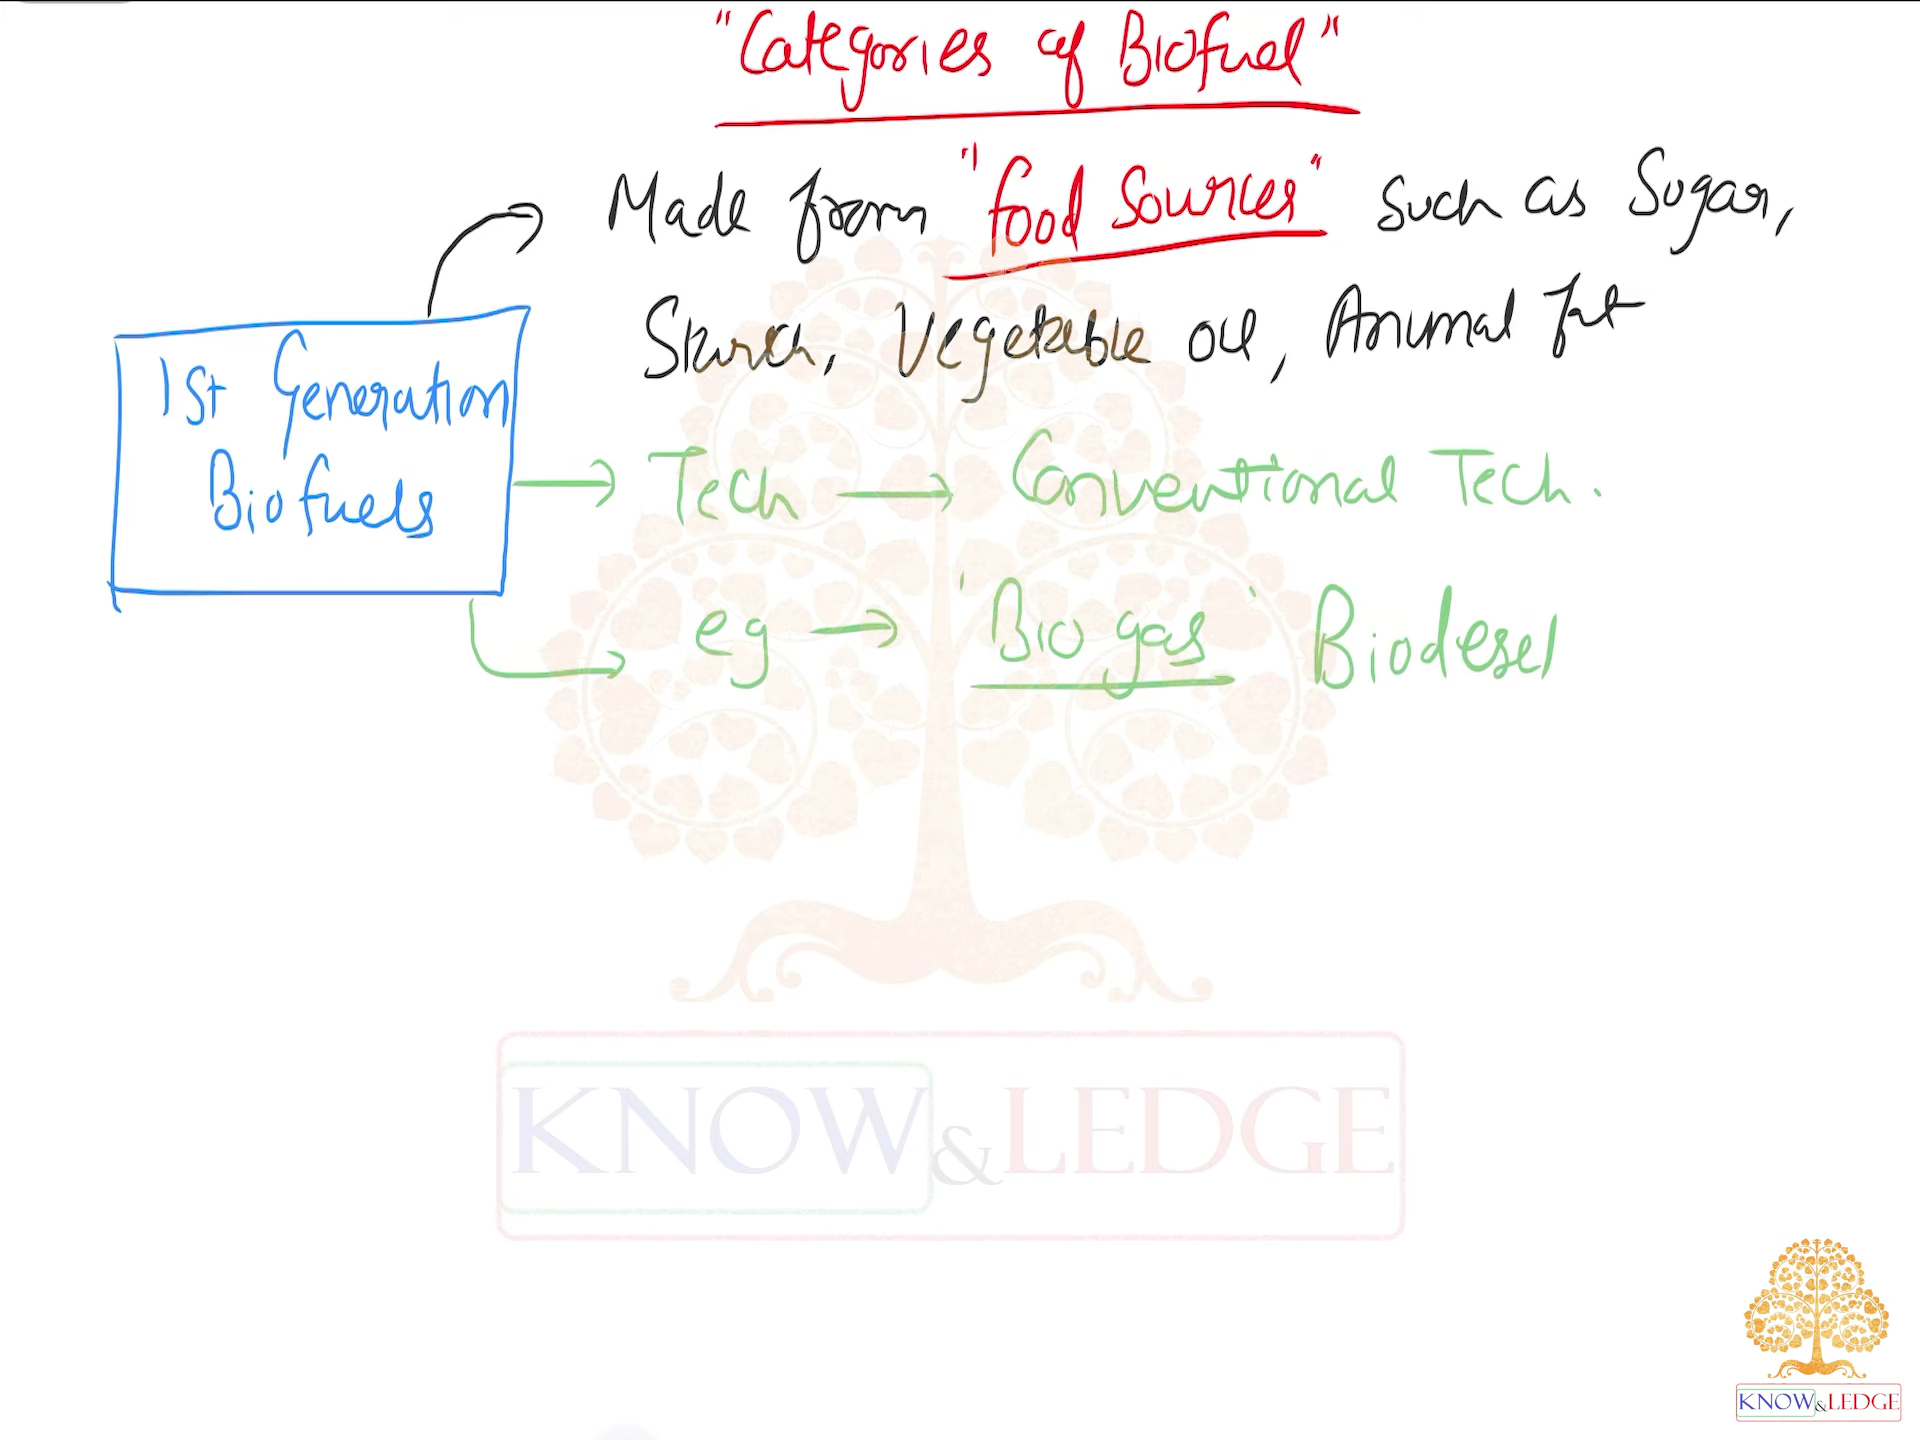 "Categories of Biofuel"
Made from "food Sources" such as Sugar,
Starch, Vegetable oil, Animal fat
1st Generation
Biofuels
→ Tech → Conventional Tech.
eg → 'Bio gas' Biodesel
KNOW&LEDGE
KNOW&LEDGE